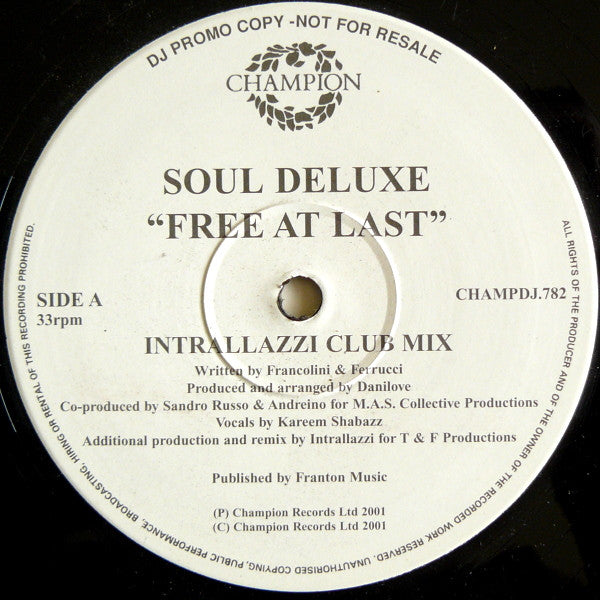 DJ PROMO COPY -NOT FOR RESALE
CHAMPION
SOUL DELUXE
“FREE AT LAST”
SIDE A
33rpm
CHAMPDJ.782
INTRALLAZZI CLUB MIX
Written by Francolini & Ferrucci
Produced and arranged by Danilove
Co-produced by Sandro Russo & Andreino for M.A.S. Collective Productions
Vocals by Kareem Shabazz
Additional production and remix by Intrallazzi for T & F Productions
Published by Franton Music
(P) Champion Records Ltd 2001
(C) Champion Records Ltd 2001
ALL RIGHTS OF THE PRODUCER AND OF THE OWNER OF THE RECORDED WORK RESERVED. UNAUTHORISED COPYING, PUBLIC PERFORMANCE, BROADCASTING, HIRING OR RENTAL OF THIS RECORDING PROHIBITED.